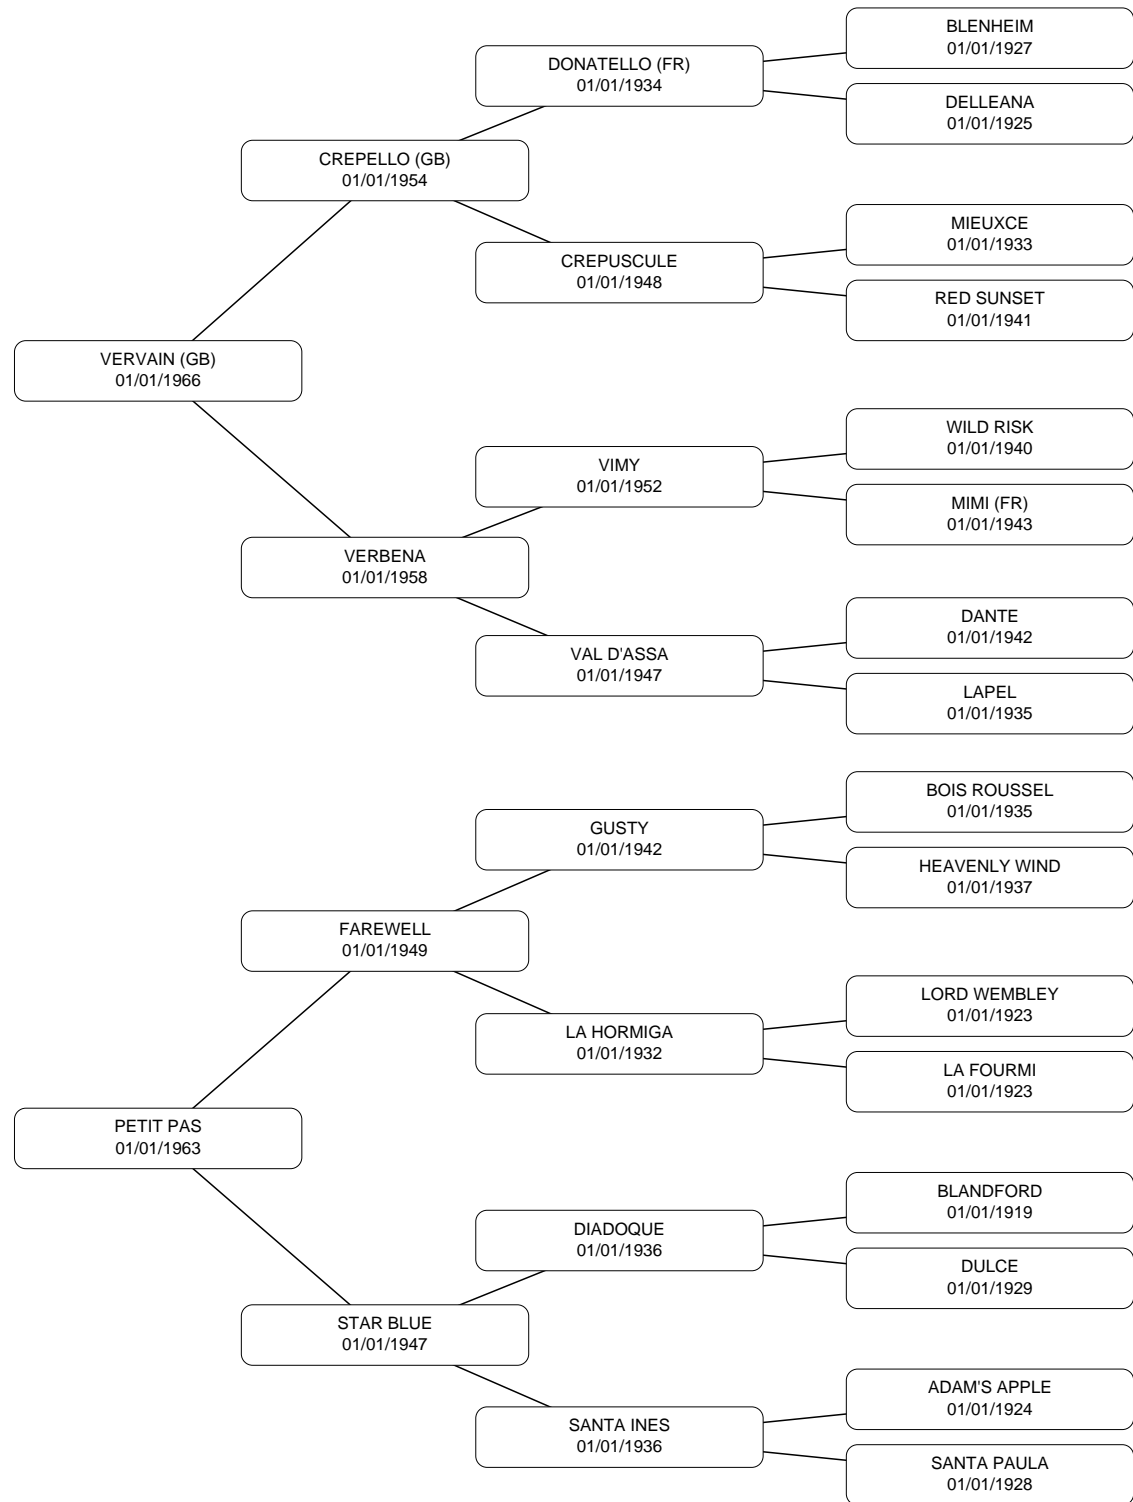 BLENHEIM
01/01/1927
DONATELLO (FR)
01/01/1934
DELLEANA
01/01/1925
CREPELLO (GB)
01/01/1954
MIEUXCE
01/01/1933
CREPUSCULE
01/01/1948
RED SUNSET
01/01/1941
VERVAIN (GB)
01/01/1966
WILD RISK
01/01/1940
VIMY
01/01/1952
MIMI (FR)
01/01/1943
VERBENA
01/01/1958
DANTE
01/01/1942
VAL D'ASSA
01/01/1947
LAPEL
01/01/1935
BOIS ROUSSEL
01/01/1935
GUSTY
01/01/1942
HEAVENLY WIND
01/01/1937
FAREWELL
01/01/1949
LORD WEMBLEY
01/01/1923
LA HORMIGA
01/01/1932
LA FOURMI
01/01/1923
PETIT PAS
01/01/1963
BLANDFORD
01/01/1919
DIADOQUE
01/01/1936
DULCE
01/01/1929
STAR BLUE
01/01/1947
ADAM'S APPLE
01/01/1924
SANTA INES
01/01/1936
SANTA PAULA
01/01/1928